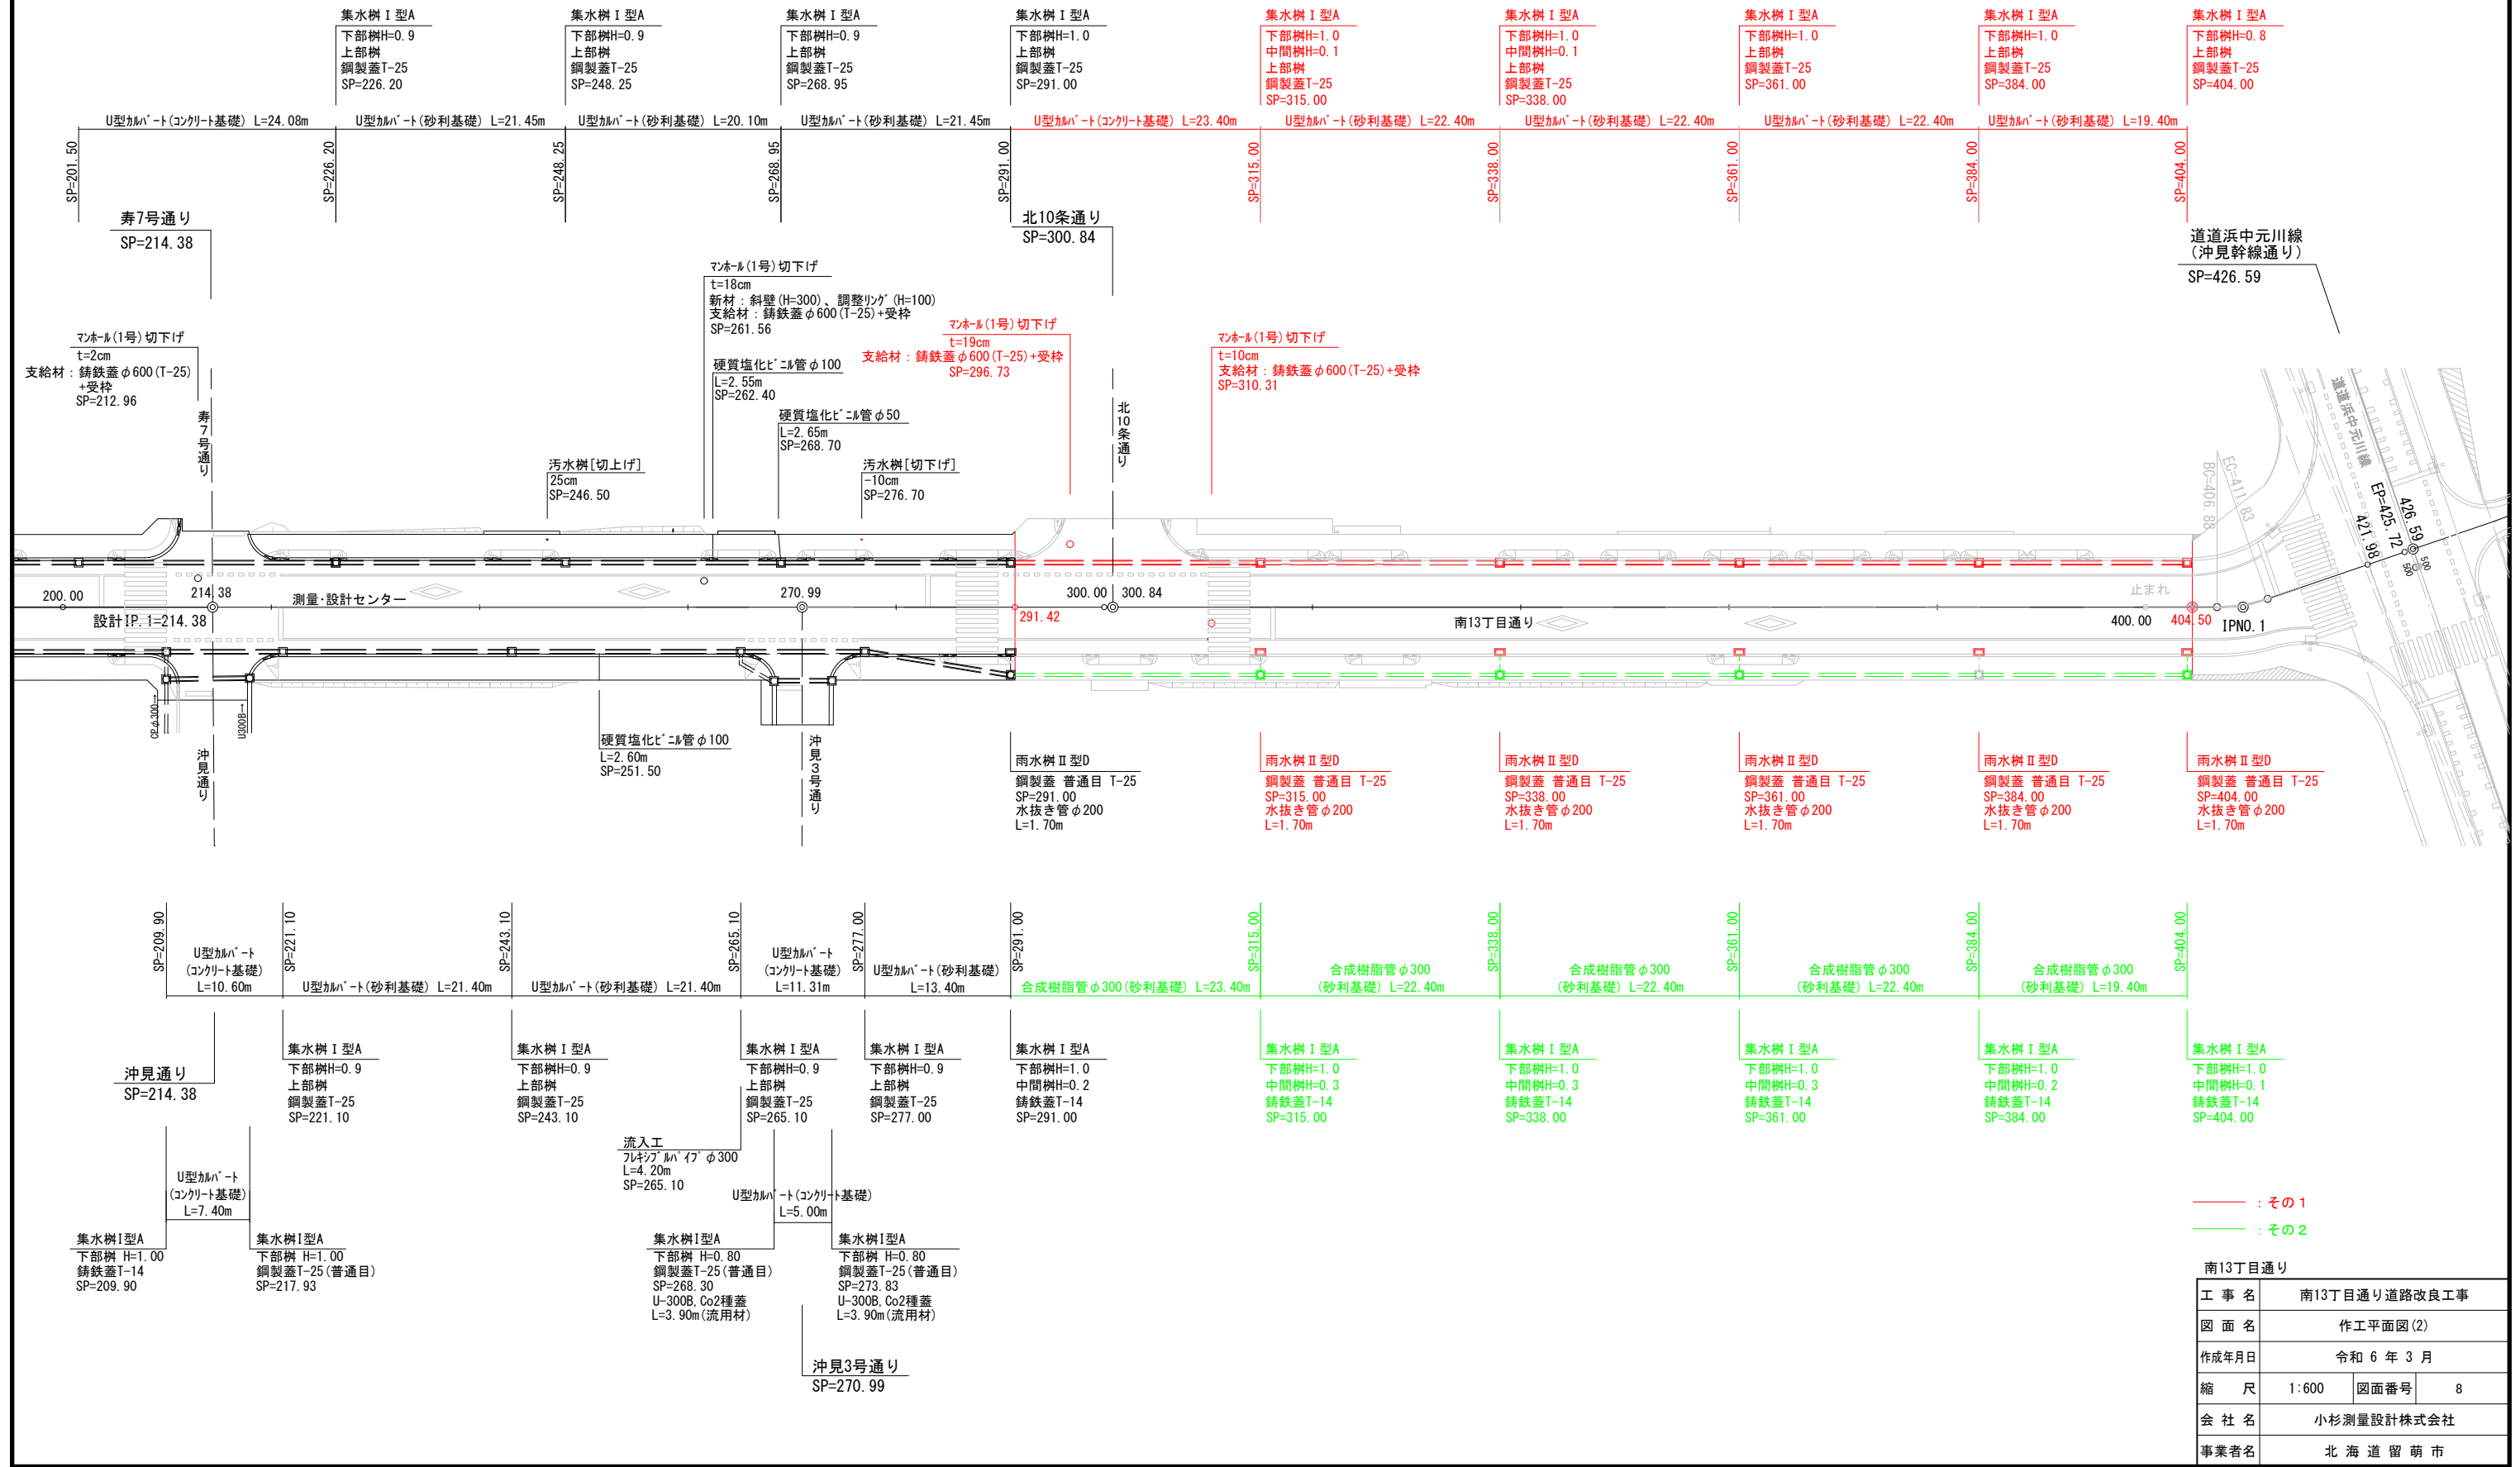 集水桝Ⅰ型A
下部桝H=0.9
上部桝
鋼製蓋T-25
SP=226.20
集水桝Ⅰ型A
下部桝H=0.9
上部桝
鋼製蓋T-25
SP=248.25
集水桝Ⅰ型A
下部桝H=0.9
上部桝
鋼製蓋T-25
SP=268.95
集水桝Ⅰ型A
下部桝H=1.0
上部桝
鋼製蓋T-25
SP=291.00
集水桝Ⅰ型A
下部桝H=1.0
中間桝H=0.1
上部桝
鋼製蓋T-25
SP=315.00
集水桝Ⅰ型A
下部桝H=1.0
中間桝H=0.1
上部桝
鋼製蓋T-25
SP=338.00
集水桝Ⅰ型A
下部桝H=1.0
上部桝
鋼製蓋T-25
SP=361.00
集水桝Ⅰ型A
下部桝H=1.0
上部桝
鋼製蓋T-25
SP=384.00
集水桝Ⅰ型A
下部桝H=0.8
上部桝
鋼製蓋T-25
SP=404.00
U型ｶﾙﾊﾞｰﾄ(ｺﾝｸﾘｰﾄ基礎) L=24.08m
U型ｶﾙﾊﾞｰﾄ(砂利基礎) L=21.45m
U型ｶﾙﾊﾞｰﾄ(砂利基礎) L=20.10m
U型ｶﾙﾊﾞｰﾄ(砂利基礎) L=21.45m
U型ｶﾙﾊﾞｰﾄ(ｺﾝｸﾘｰﾄ基礎) L=23.40m
U型ｶﾙﾊﾞｰﾄ(砂利基礎) L=22.40m
U型ｶﾙﾊﾞｰﾄ(砂利基礎) L=22.40m
U型ｶﾙﾊﾞｰﾄ(砂利基礎) L=22.40m
U型ｶﾙﾊﾞｰﾄ(砂利基礎) L=19.40m
SP=201.50
SP=226.20
SP=248.25
SP=268.95
SP=291.00
SP=315.00
SP=338.00
SP=361.00
SP=384.00
SP=404.00
寿7号通り
SP=214.38
北10条通り
SP=300.84
道道浜中元川線
(沖見幹線通り)
SP=426.59
ﾏﾝﾎｰﾙ(1号)切下げ
t=2cm
支給材：鋳鉄蓋φ600(T-25)
+受枠
SP=212.96
ﾏﾝﾎｰﾙ(1号)切下げ
t=18cm
新材：斜壁(H=300)、調整ﾘﾝｸﾞ(H=100)
支給材：鋳鉄蓋φ600(T-25)+受枠
SP=261.56
硬質塩化ﾋﾞﾆﾙ管φ100
L=2.55m
SP=262.40
硬質塩化ﾋﾞﾆﾙ管φ50
L=2.65m
SP=268.70
ﾏﾝﾎｰﾙ(1号)切下げ
t=19cm
支給材：鋳鉄蓋φ600(T-25)+受枠
SP=296.73
ﾏﾝﾎｰﾙ(1号)切下げ
t=10cm
支給材：鋳鉄蓋φ600(T-25)+受枠
SP=310.31
汚水桝[切上げ]
25cm
SP=246.50
汚水桝[切下げ]
-10cm
SP=276.70
寿7号通り
北10条通り
道道浜中元川線
BC=406.88
EC=411.83
EP=425.72
426.59
421.98
500
500
200.00
214.38
測量・設計センター
270.99
300.00
300.84
291.42
設計IP.1=214.38
南13丁目通り
止まれ
400.00
404.50
IPNO.1
CPφ300→
U300B→
沖見通り
沖見3号通り
硬質塩化ﾋﾞﾆﾙ管φ100
L=2.60m
SP=251.50
雨水桝Ⅱ型D
鋼製蓋 普通目 T-25
SP=291.00
水抜き管φ200
L=1.70m
雨水桝Ⅱ型D
鋼製蓋 普通目 T-25
SP=315.00
水抜き管φ200
L=1.70m
雨水桝Ⅱ型D
鋼製蓋 普通目 T-25
SP=338.00
水抜き管φ200
L=1.70m
雨水桝Ⅱ型D
鋼製蓋 普通目 T-25
SP=361.00
水抜き管φ200
L=1.70m
雨水桝Ⅱ型D
鋼製蓋 普通目 T-25
SP=384.00
水抜き管φ200
L=1.70m
雨水桝Ⅱ型D
鋼製蓋 普通目 T-25
SP=404.00
水抜き管φ200
L=1.70m
SP=209.90
SP=221.10
SP=243.10
SP=265.10
SP=277.00
SP=291.00
SP=315.00
SP=338.00
SP=361.00
SP=384.00
SP=404.00
U型ｶﾙﾊﾞｰﾄ
(ｺﾝｸﾘｰﾄ基礎)
L=10.60m
U型ｶﾙﾊﾞｰﾄ(砂利基礎) L=21.40m
U型ｶﾙﾊﾞｰﾄ(砂利基礎) L=21.40m
U型ｶﾙﾊﾞｰﾄ
(ｺﾝｸﾘｰﾄ基礎)
L=11.31m
U型ｶﾙﾊﾞｰﾄ(砂利基礎)
L=13.40m
合成樹脂管φ300(砂利基礎) L=23.40m
合成樹脂管φ300
(砂利基礎) L=22.40m
合成樹脂管φ300
(砂利基礎) L=22.40m
合成樹脂管φ300
(砂利基礎) L=22.40m
合成樹脂管φ300
(砂利基礎) L=19.40m
沖見通り
SP=214.38
集水桝Ⅰ型A
下部桝H=0.9
上部桝
鋼製蓋T-25
SP=221.10
集水桝Ⅰ型A
下部桝H=0.9
上部桝
鋼製蓋T-25
SP=243.10
集水桝Ⅰ型A
下部桝H=0.9
上部桝
鋼製蓋T-25
SP=265.10
集水桝Ⅰ型A
下部桝H=0.9
上部桝
鋼製蓋T-25
SP=277.00
集水桝Ⅰ型A
下部桝H=1.0
中間桝H=0.2
鋳鉄蓋T-14
SP=291.00
集水桝Ⅰ型A
下部桝H=1.0
中間桝H=0.3
鋳鉄蓋T-14
SP=315.00
集水桝Ⅰ型A
下部桝H=1.0
中間桝H=0.3
鋳鉄蓋T-14
SP=338.00
集水桝Ⅰ型A
下部桝H=1.0
中間桝H=0.3
鋳鉄蓋T-14
SP=361.00
集水桝Ⅰ型A
下部桝H=1.0
中間桝H=0.2
鋳鉄蓋T-14
SP=384.00
集水桝Ⅰ型A
下部桝H=1.0
中間桝H=0.1
鋳鉄蓋T-14
SP=404.00
流入工
ﾌﾚｷｼﾌﾞﾙﾊﾟｲﾌﾟφ300
L=4.20m
SP=265.10
U型ｶﾙﾊﾞｰﾄ
(ｺﾝｸﾘｰﾄ基礎)
L=7.40m
U型ｶﾙﾊﾞｰﾄ(ｺﾝｸﾘｰﾄ基礎)
L=5.00m
集水桝Ⅰ型A
下部桝 H=1.00
鋳鉄蓋T-14
SP=209.90
集水桝Ⅰ型A
下部桝 H=1.00
鋼製蓋T-25(普通目)
SP=217.93
集水桝Ⅰ型A
下部桝 H=0.80
鋼製蓋T-25(普通目)
SP=268.30
U-300B,Co2種蓋
L=3.90m(流用材)
集水桝Ⅰ型A
下部桝 H=0.80
鋼製蓋T-25(普通目)
SP=273.83
U-300B,Co2種蓋
L=3.90m(流用材)
沖見3号通り
SP=270.99
：その１
：その２
南13丁目通り
工事名 南13丁目通り道路改良工事
図面名 作工平面図(2)
作成年月日 令和 6 年 3 月
縮尺 1:600 図面番号 8
会社名 小杉測量設計株式会社
事業者名 北海道留萌市